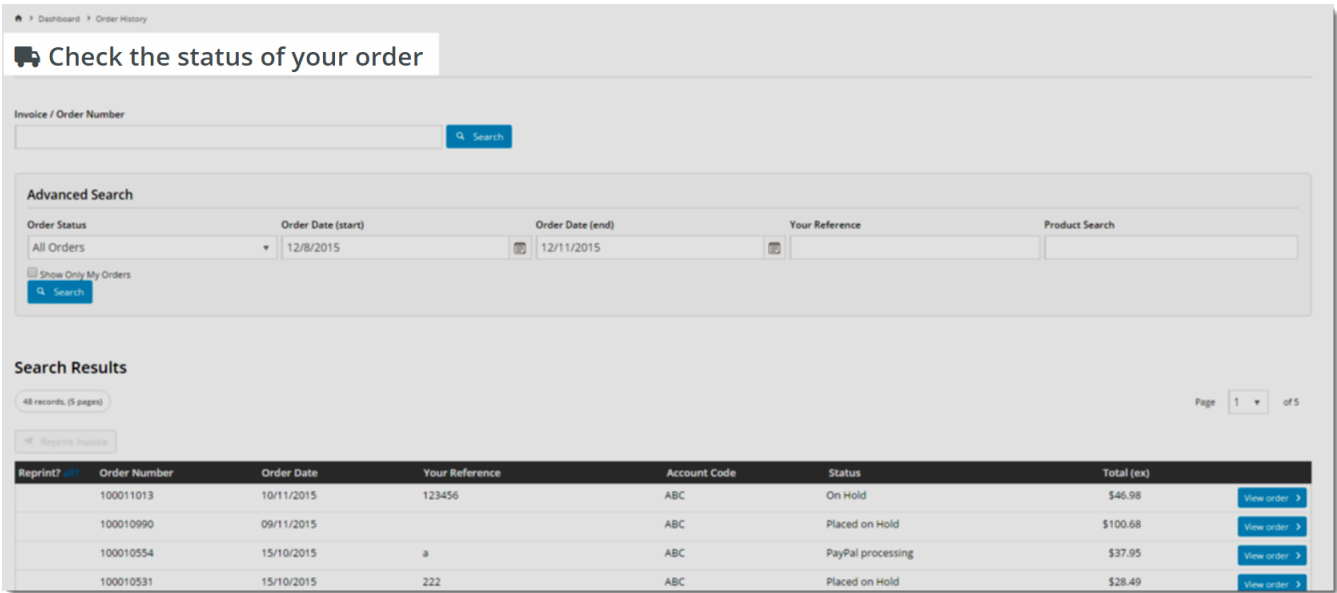 Dashboard > Order History
Check the status of your order
Invoice / Order Number
Search
Advanced Search
Order Status Order Date (start) Order Date (end) Your Reference Product Search
All Orders 12/8/2015 12/11/2015
Show Only My Orders
Search
Search Results
48 records, (5 pages) Page 1 of 5
Reprint Invoice
Reprint? all? Order Number Order Date Your Reference Account Code Status Total (ex)
100011013 10/11/2015 123456 ABC On Hold $46.98 View order
100010990 09/11/2015 ABC Placed on Hold $100.68 View order
100010554 15/10/2015 a ABC PayPal processing $37.95 View order
100010531 15/10/2015 222 ABC Placed on Hold $28.49 View order